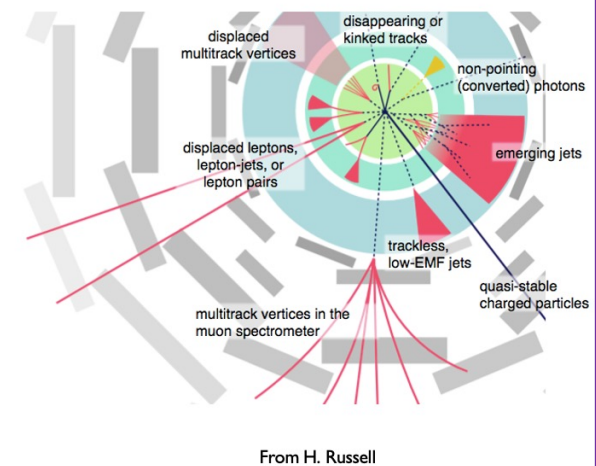 disappearing or
kinked tracks
displaced
multitrack vertices
non-pointing
(converted) photons
displaced leptons,
lepton-jets, or
lepton pairs
emerging jets
trackless,
low-EMF jets
quasi-stable
charged particles
multitrack vertices in the
muon spectrometer
From H. Russell